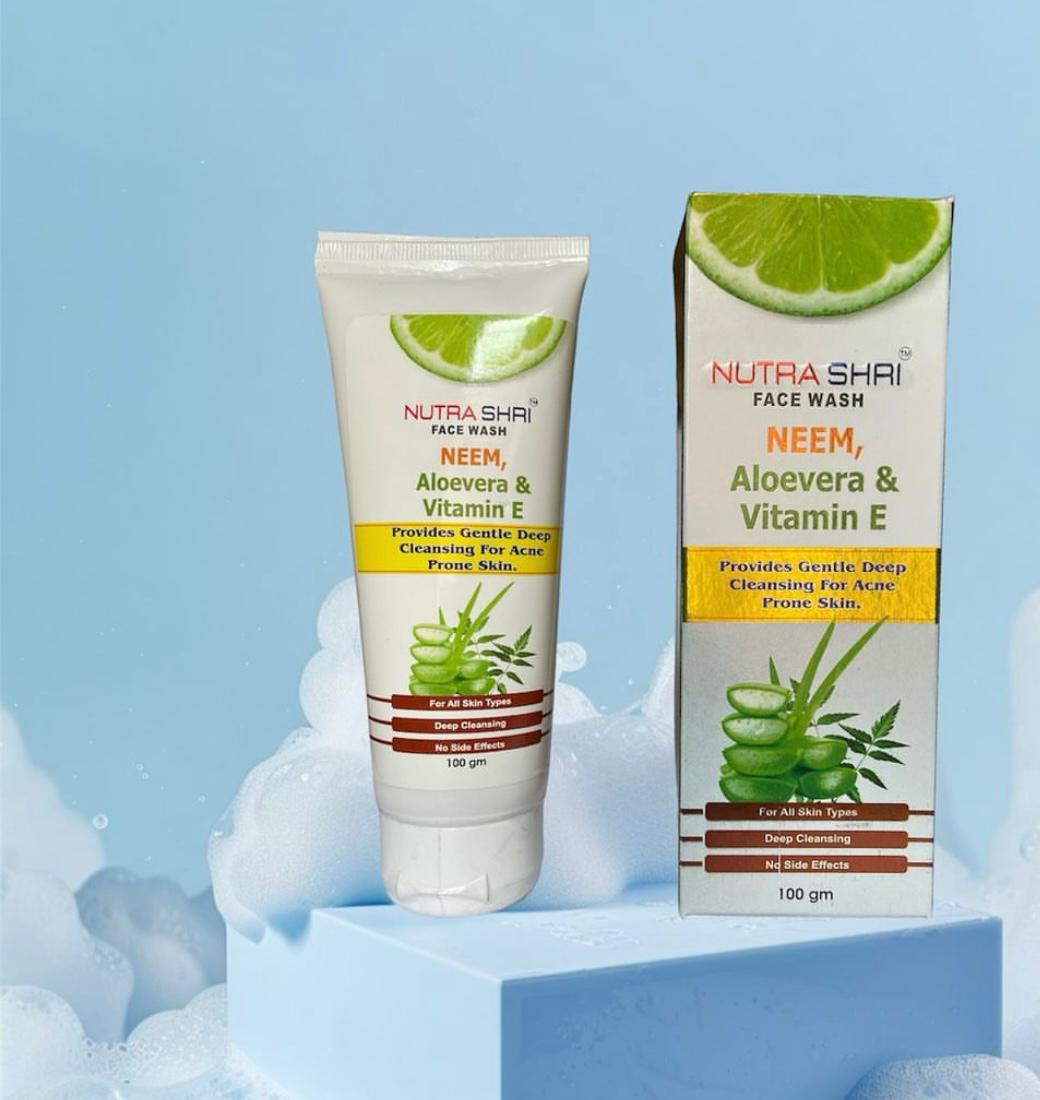 NUTRA SHRI™
FACE WASH
NEEM,
Aloevera &
Vitamin E
Provides Gentle Deep
Cleansing For Acne
Prone Skin.
For All Skin Types
Deep Cleansing
No Side Effects
100 gm
NUTRA SHRI™
FACE WASH
NEEM,
Aloevera &
Vitamin E
Provides Gentle Deep
Cleansing For Acne
Prone Skin.
For All Skin Types
Deep Cleansing
No Side Effects
100 gm